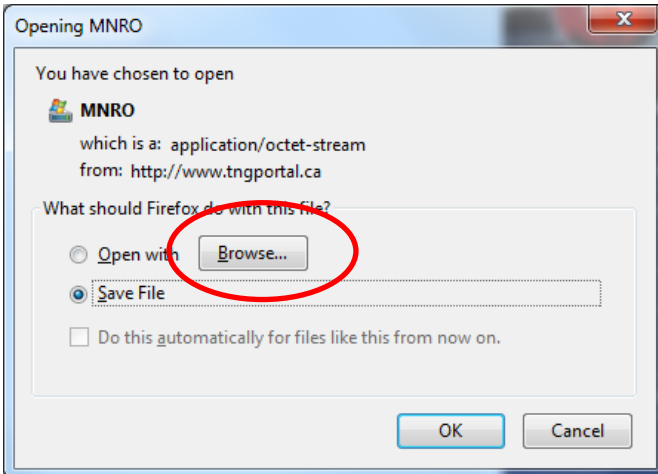 Opening MNRO
You have chosen to open
MNRO
which is a: application/octet-stream
from: http://www.tngportal.ca
What should Firefox do with this file?
Open with Browse...
Save File
Do this automatically for files like this from now on.
OK Cancel